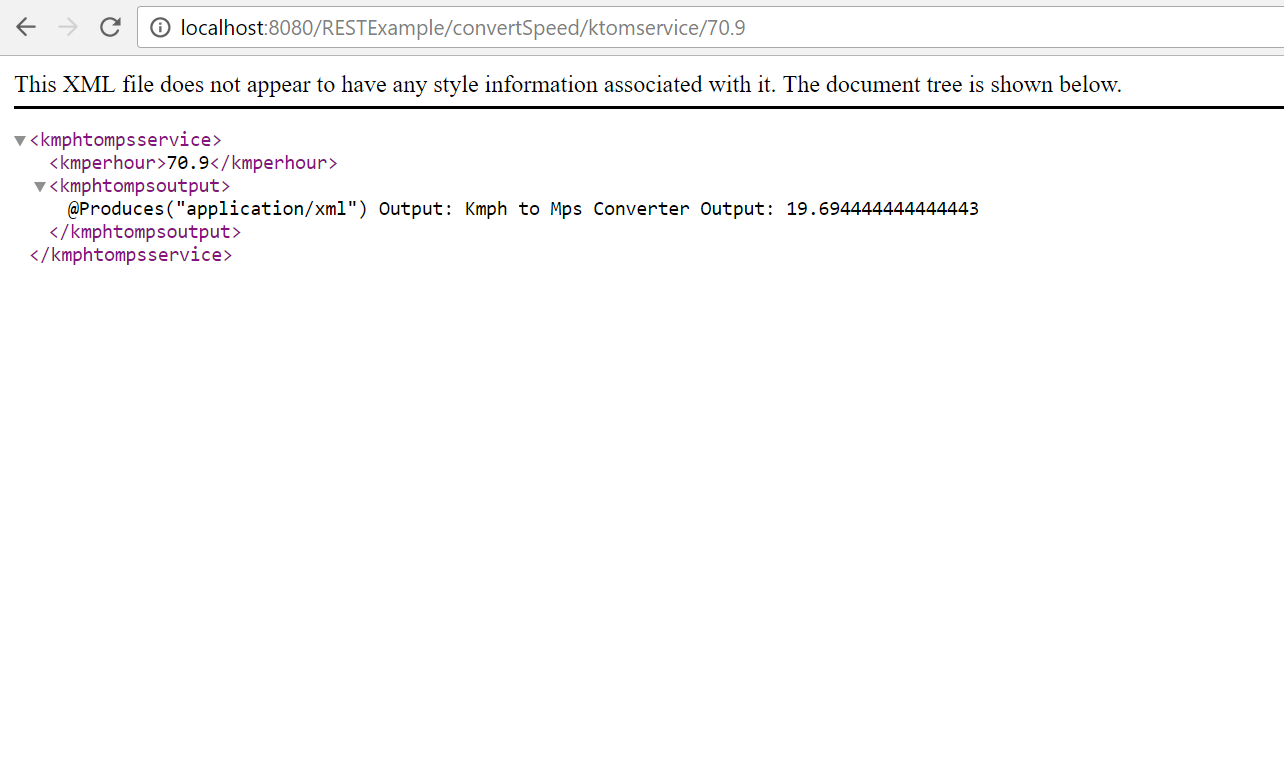 localhost:8080/RESTExample/convertSpeed/ktomservice/70.9
This XML file does not appear to have any style information associated with it. The document tree is shown below.
<kmphtompsservice>
<kmperhour>70.9</kmperhour>
<kmphtompsoutput>
@Produces("application/xml") Output: Kmph to Mps Converter Output: 19.694444444444443
</kmphtompsoutput>
</kmphtompsservice>